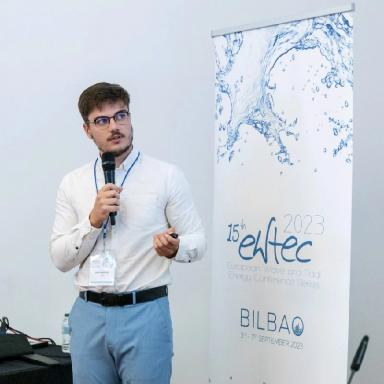 2023
15th ewtec
European Wave and Tidal
Energy Conference Series
BILBAO
3rd - 7th SEPTEMBER 2023